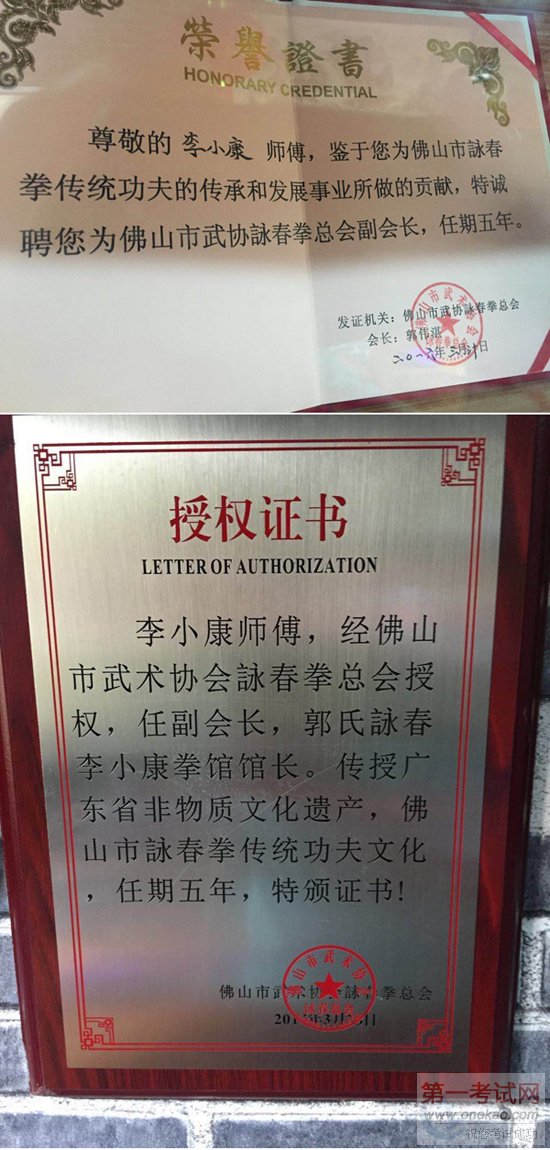 榮譽證書
HONORARY CREDENTIAL
尊敬的 李小康 师傅，鉴于您为佛山市詠春
拳传统功夫的传承和发展事业所做的贡献，特诚
聘您为佛山市武协詠春拳总会副会长，任期五年。
发证机关：佛山市武协詠春拳总会
会长：郭伟湛
授权证书
LETTER OF AUTHORIZATION
李小康师傅，经佛山
市武术协会詠春拳总会授
权，任副会长，郭氏詠春
李小康拳馆馆长。传授广
东省非物质文化遗产，佛
山市詠春拳传统功夫文化
，任期五年，特颁证书！
佛山市武术协会詠春拳总会
第一考试网
www.onekao.com
祝您考试成功